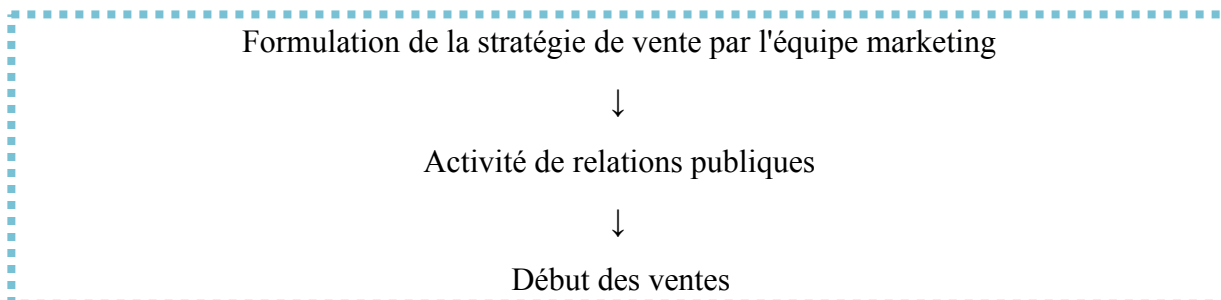 Formulation de la stratégie de vente par l'équipe marketing
↓
Activité de relations publiques
↓
Début des ventes